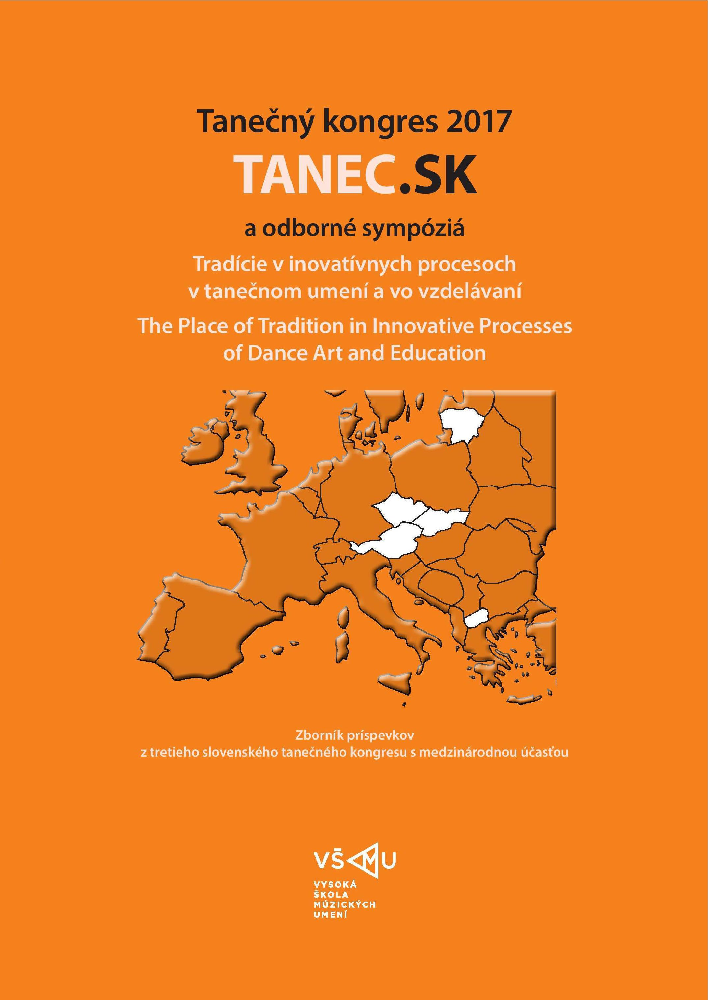 Tanečný kongres 2017
TANEC.SK
a odborné sympóziá
Tradície v inovatívnych procesoch
v tanečnom umení a vo vzdelávaní
The Place of Tradition in Innovative Processes
of Dance Art and Education
Zborník príspevkov
z tretieho slovenského tanečného kongresu s medzinárodnou účasťou
VŠMU
VYSOKÁ
ŠKOLA
MÚZICKÝCH
UMENÍ